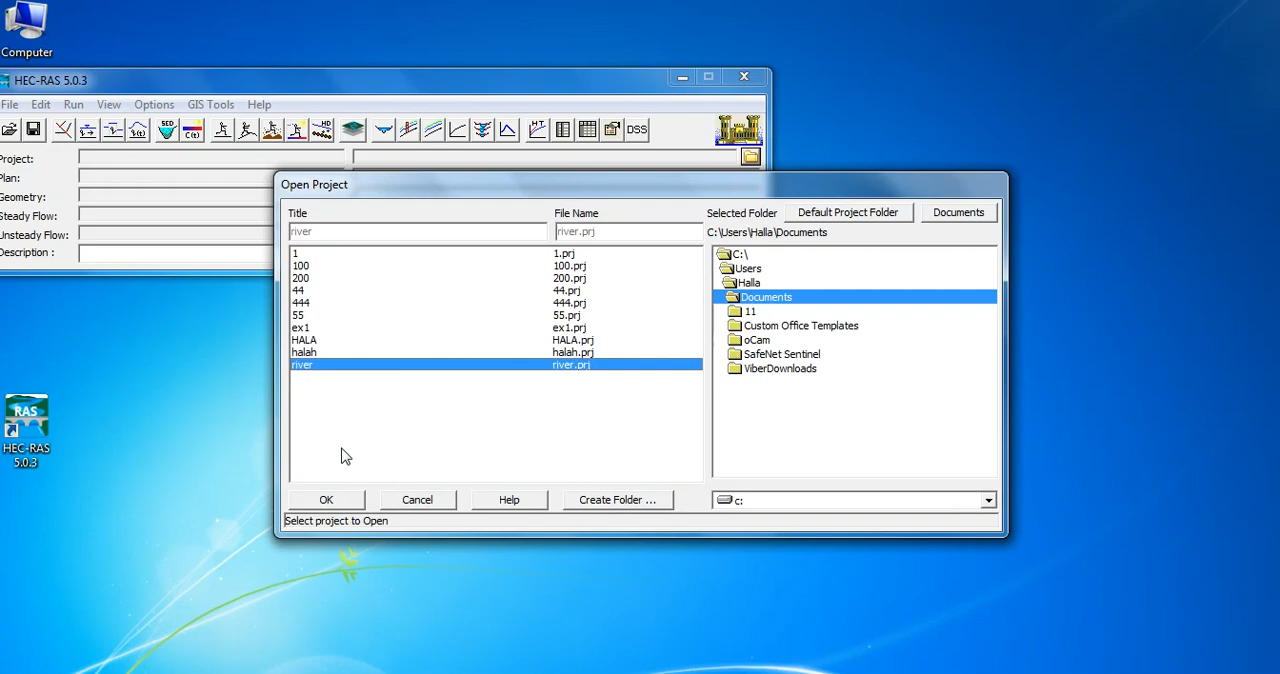 Computer
HEC-RAS 5.0.3
File Edit Run View Options GIS Tools Help
SED
C(t)
HD
HT
DSS
Project:
Plan:
Geometry:
Steady Flow:
Unsteady Flow:
Description :
Open Project
Title File Name Selected Folder Default Project Folder Documents
river river.prj C:\Users\Halla\Documents
1 1.prj C:\
100 100.prj Users
200 200.prj Halla
44 44.prj Documents
444 444.prj 11
55 55.prj Custom Office Templates
ex1 ex1.prj oCam
HALA HALA.prj SafeNet Sentinel
halah halah.prj ViberDownloads
river river.prj
OK Cancel Help Create Folder ... c:
Select project to Open
RAS
HEC-RAS
5.0.3